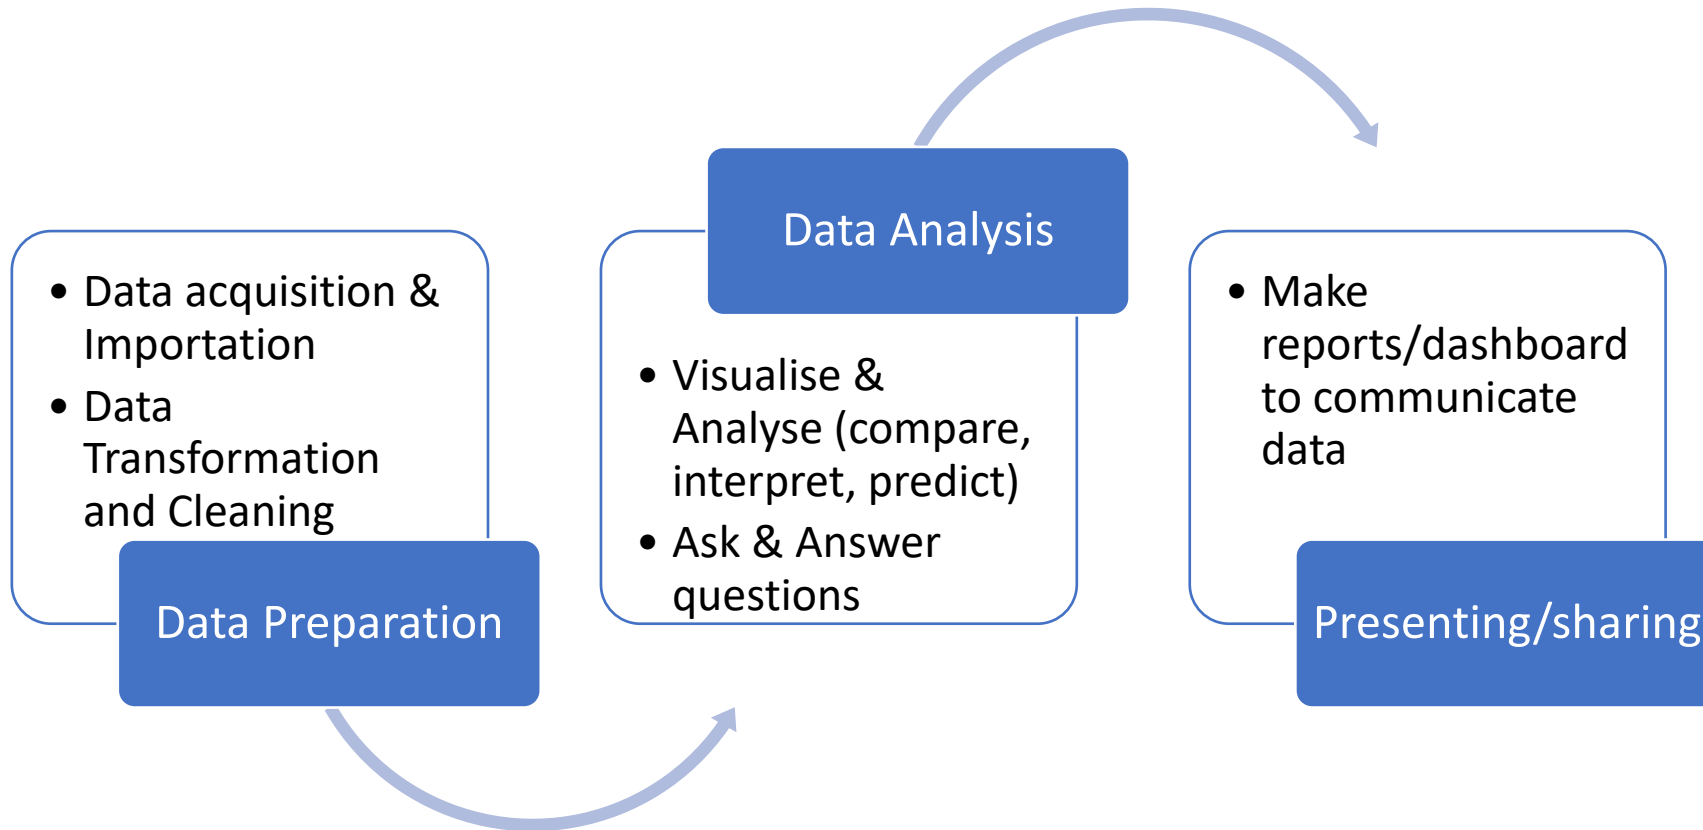 • Data acquisition &
Importation
• Data
Transformation
and Cleaning
Data Preparation
Data Analysis
• Visualise &
Analyse (compare,
interpret, predict)
• Ask & Answer
questions
• Make
reports/dashboard
to communicate
data
Presenting/sharing